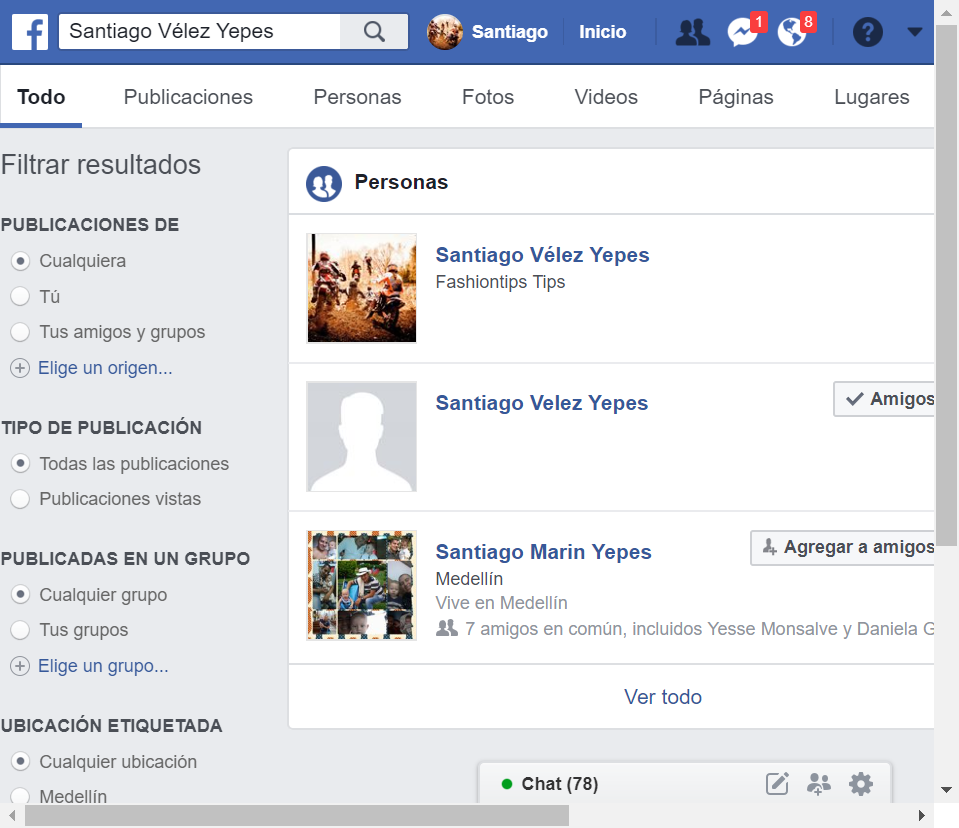 f Santiago Vélez Yepes Santiago Inicio 1 8 ?
Todo Publicaciones Personas Fotos Videos Páginas Lugares
Filtrar resultados
PUBLICACIONES DE
Cualquiera
Tú
Tus amigos y grupos
Elige un origen...
TIPO DE PUBLICACIÓN
Todas las publicaciones
Publicaciones vistas
PUBLICADAS EN UN GRUPO
Cualquier grupo
Tus grupos
Elige un grupo...
UBICACIÓN ETIQUETADA
Cualquier ubicación
Medellín
Personas
Santiago Vélez Yepes
Fashiontips Tips
Santiago Velez Yepes
Amigos
Santiago Marin Yepes
Agregar a amigos
Medellín
Vive en Medellín
7 amigos en común, incluidos Yesse Monsalve y Daniela G
Ver todo
Chat (78)